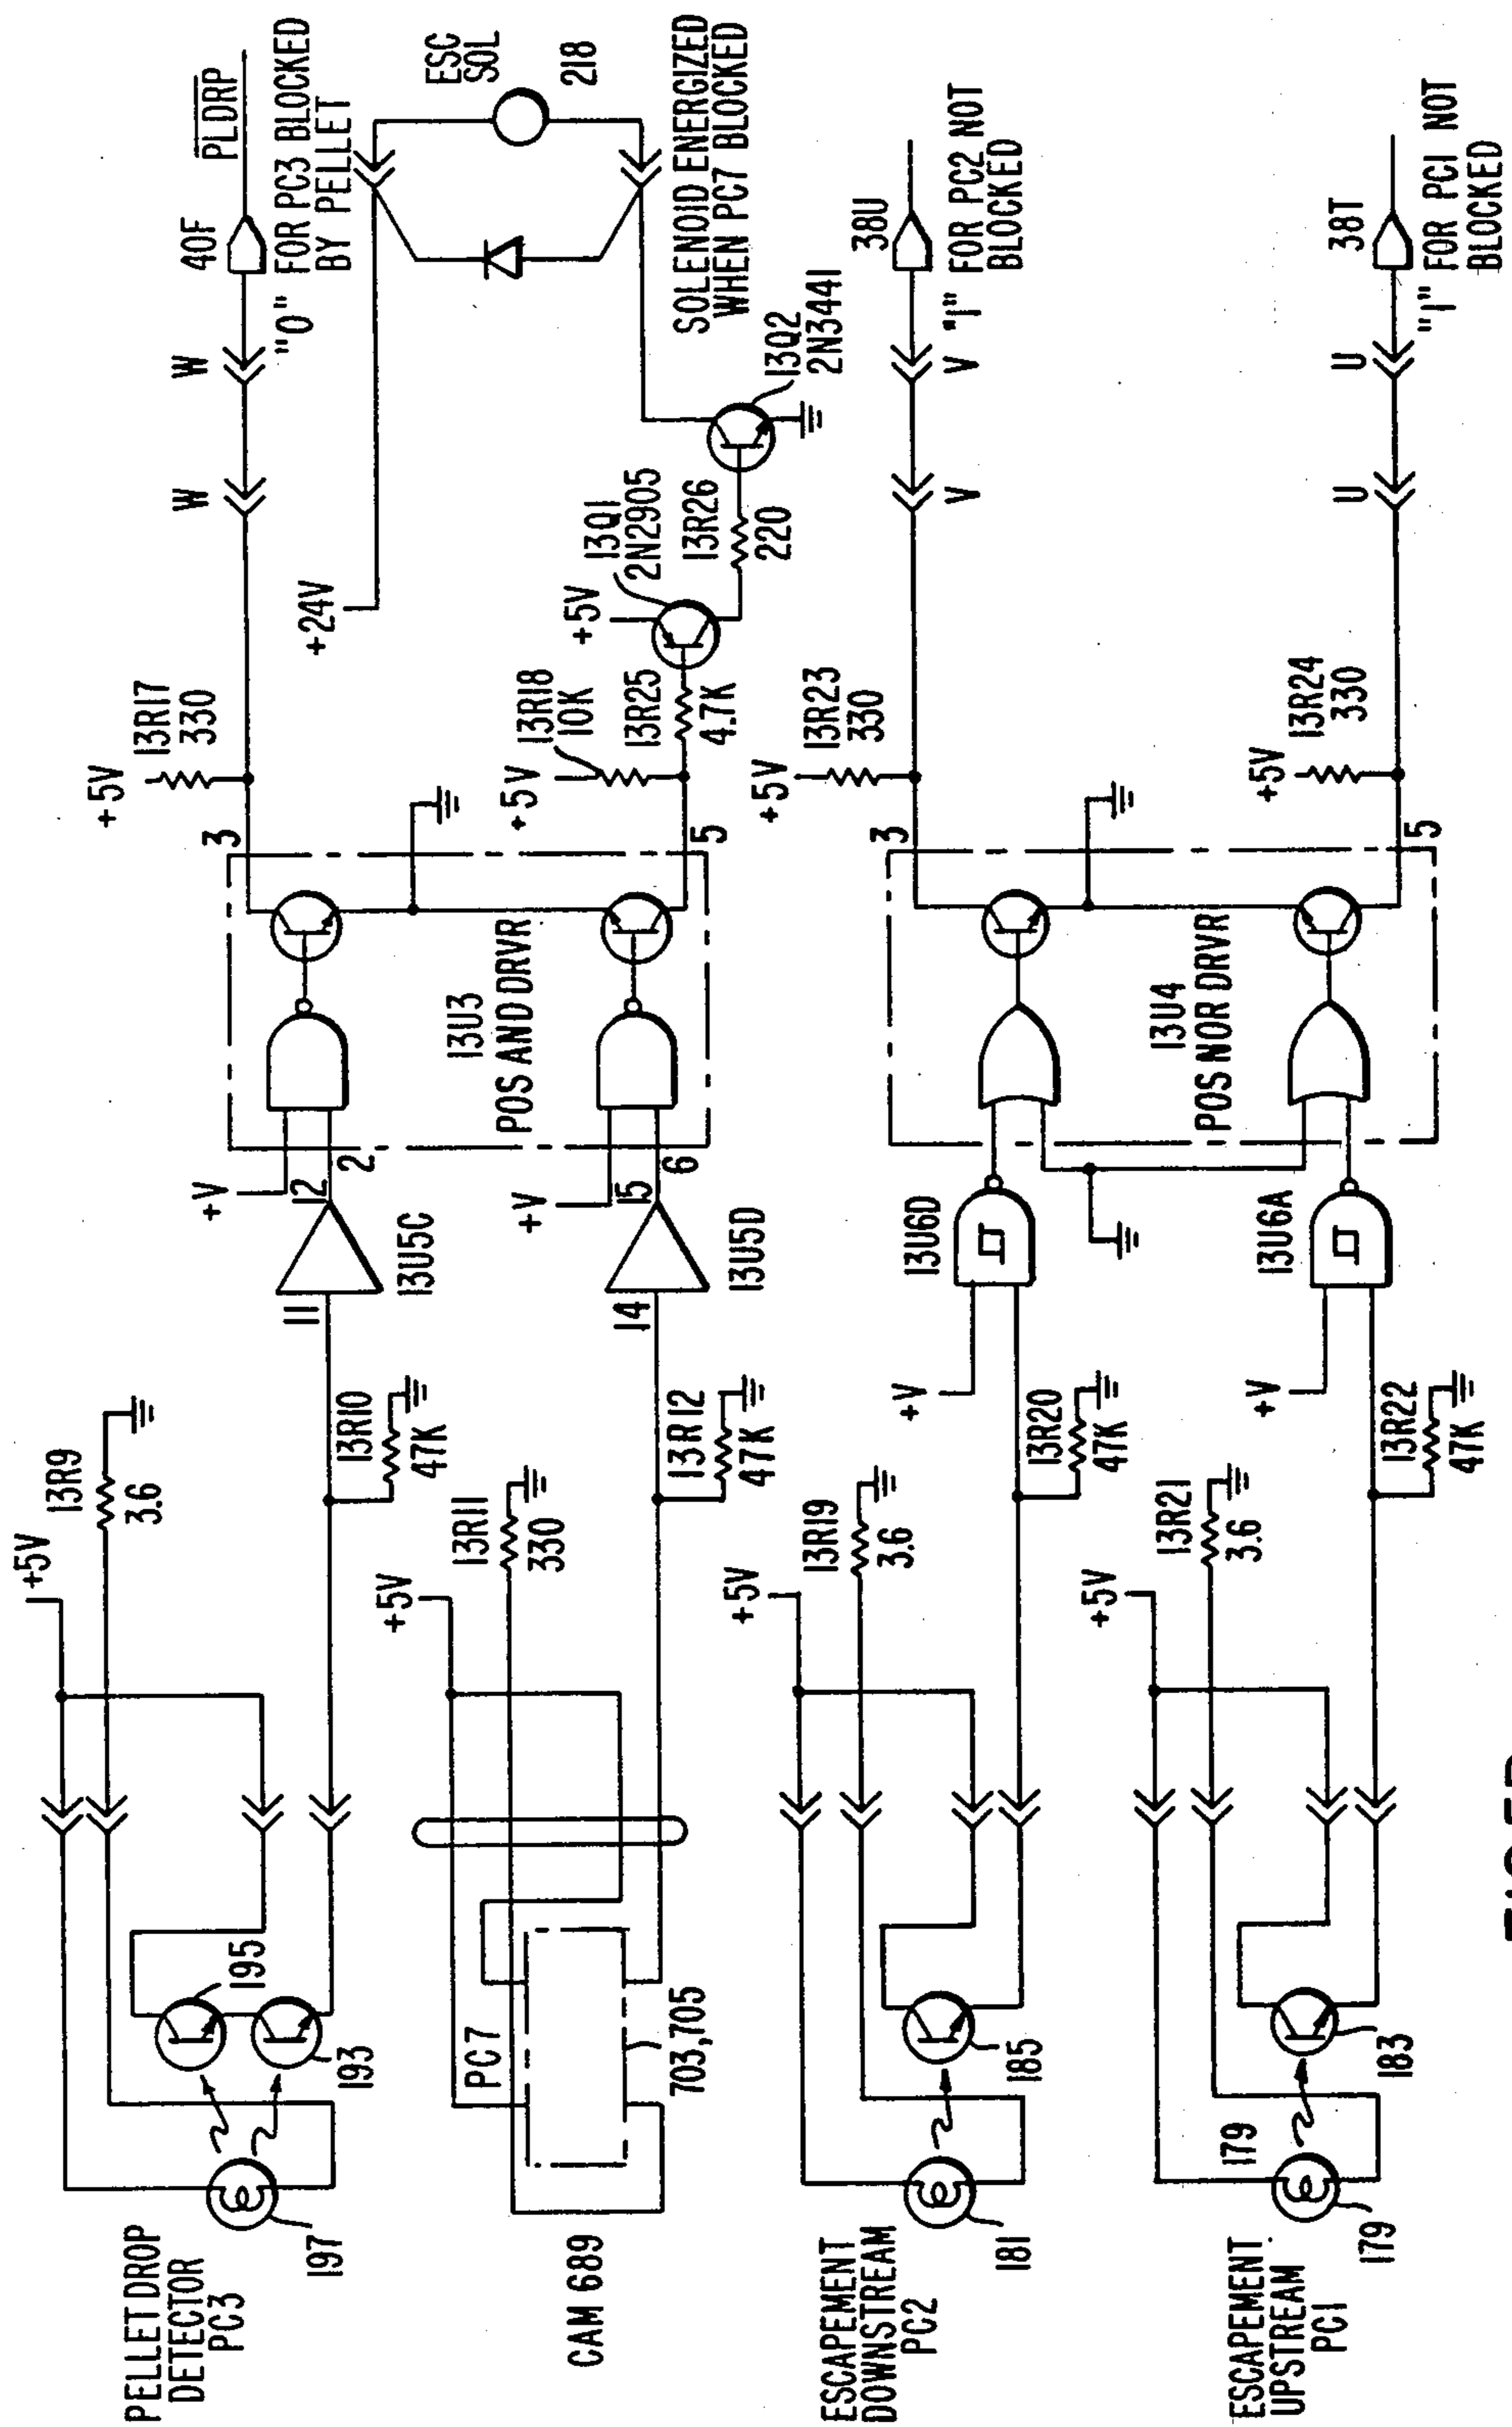 PELLET DROP
DETECTOR
PC3
197
195
193
+5V
13R9
3.6
13R10
47K
11
13U5C
12
+V
2
13U3
POS AND DRVR
3
+5V
13R17
330
W
W
40F
PLDRP
"0" FOR PC3 BLOCKED
BY PELLET
CAM 689
PC7
703,705
+5V
13R11
330
13R12
47K
14
13U5D
15
+V
6
5
+5V
13R18
10K
13R25
4.7K
+5V
13Q1
2N2905
13R26
220
13Q2
2N3441
+24V
ESC
SOL
218
SOLENOID ENERGIZED
WHEN PC7 BLOCKED
ESCAPEMENT
DOWNSTREAM
PC2
181
185
+5V
13R19
3.6
13R20
47K
+V
13U6D
13U4
POS NOR DRVR
3
+5V
13R23
330
V
V
38U
"1" FOR PC2 NOT
BLOCKED
ESCAPEMENT
UPSTREAM
PC1
179
179
183
+5V
13R21
3.6
13R22
47K
+V
13U6A
5
+5V
13R24
330
U
U
38T
"1" FOR PC1 NOT
BLOCKED